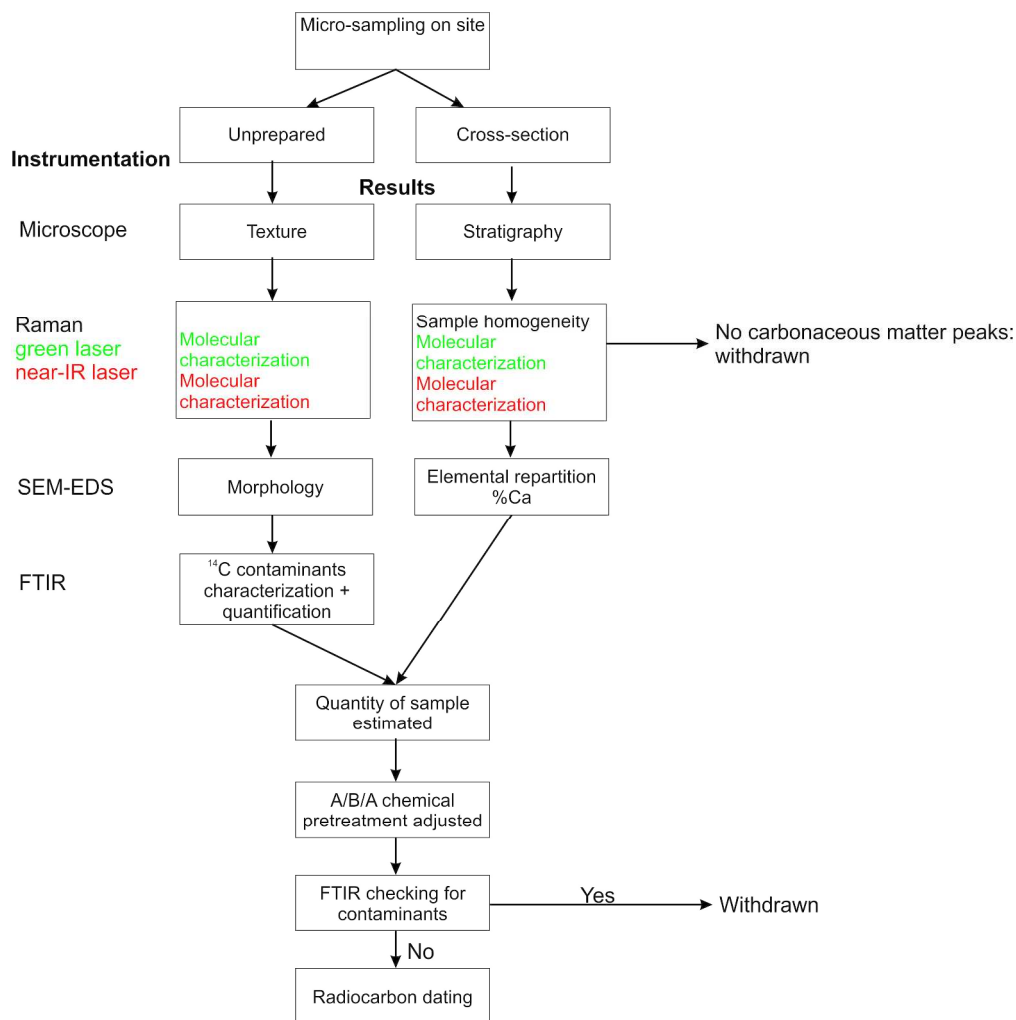 Micro-sampling on site
Unprepared
Cross-section
Instrumentation
Results
Microscope
Texture
Stratigraphy
Raman
green laser
near-IR laser
Molecular
characterization
Molecular
characterization
Sample homogeneity
Molecular
characterization
Molecular
characterization
No carbonaceous matter peaks:
withdrawn
SEM-EDS
Morphology
Elemental repartition
%Ca
FTIR
¹⁴C contaminants
characterization +
quantification
Quantity of sample
estimated
A/B/A chemical
pretreatment adjusted
FTIR checking for
contaminants
Yes
Withdrawn
No
Radiocarbon dating